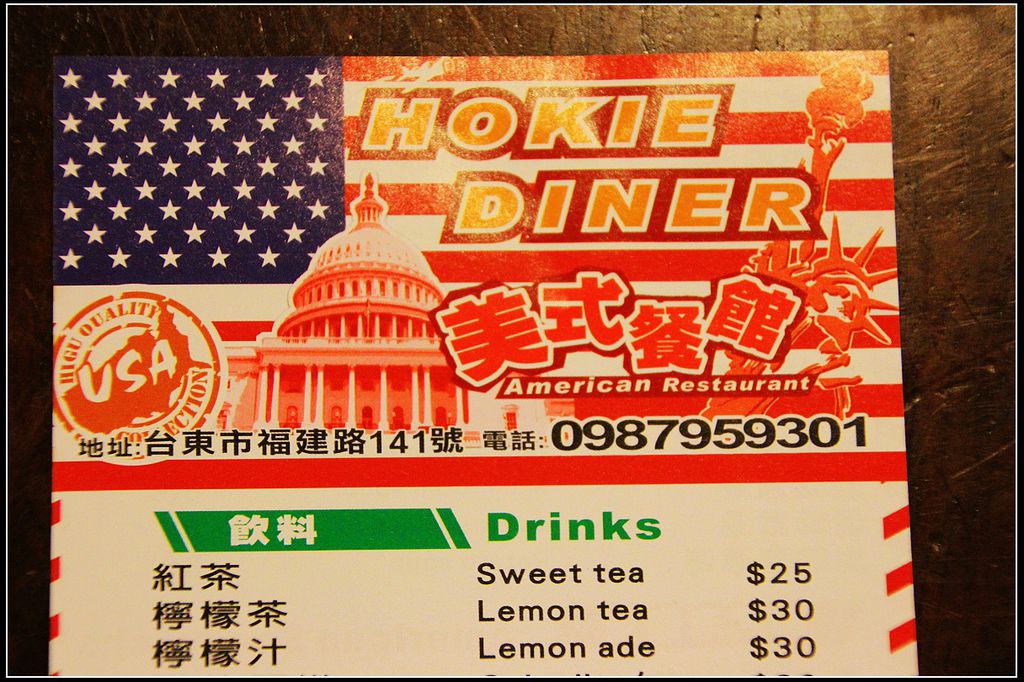 HOKIE
DINER
美式餐館
American Restaurant
USA
地址:台東市福建路141號 電話:0987959301
飲料 Drinks
紅茶 Sweet tea $25
檸檬茶 Lemon tea $30
檸檬汁 Lemon ade $30